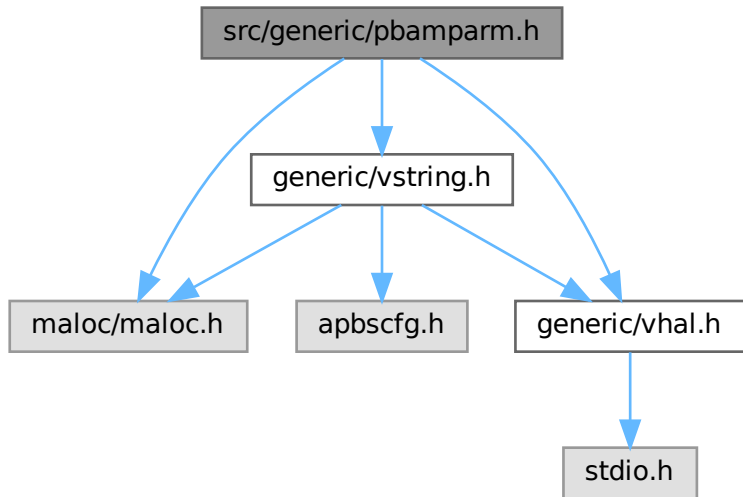 src/generic/pbamparm.h
generic/vstring.h
maloc/maloc.h
apbscfg.h
generic/vhal.h
stdio.h